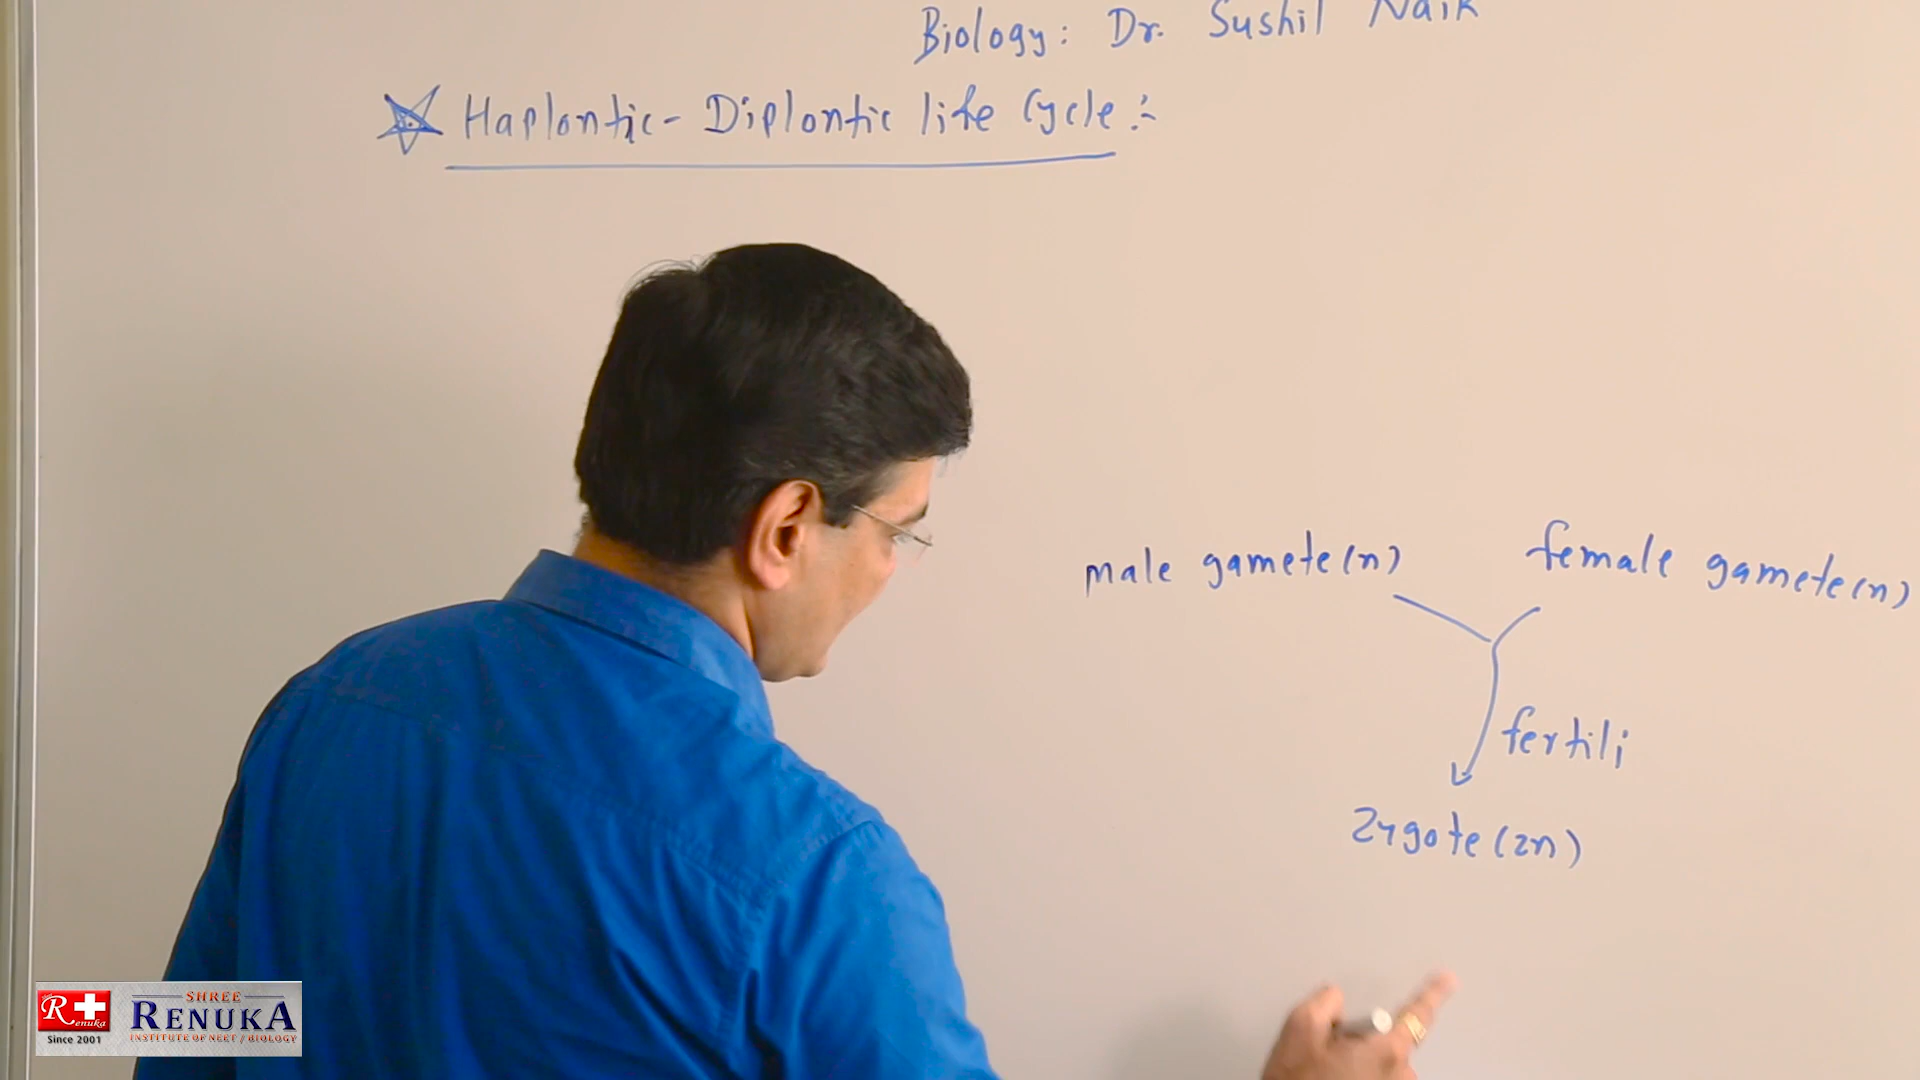 Biology: Dr. Sushil Naik
Haplontic - Diplontic life Cycle :-
male gamete(n) female gamete(n)
fertili
Zygote (2n)
R+
Renuka
Since 2001
SHREE
RENUKA
INSTITUTE OF NEET / BIOLOGY